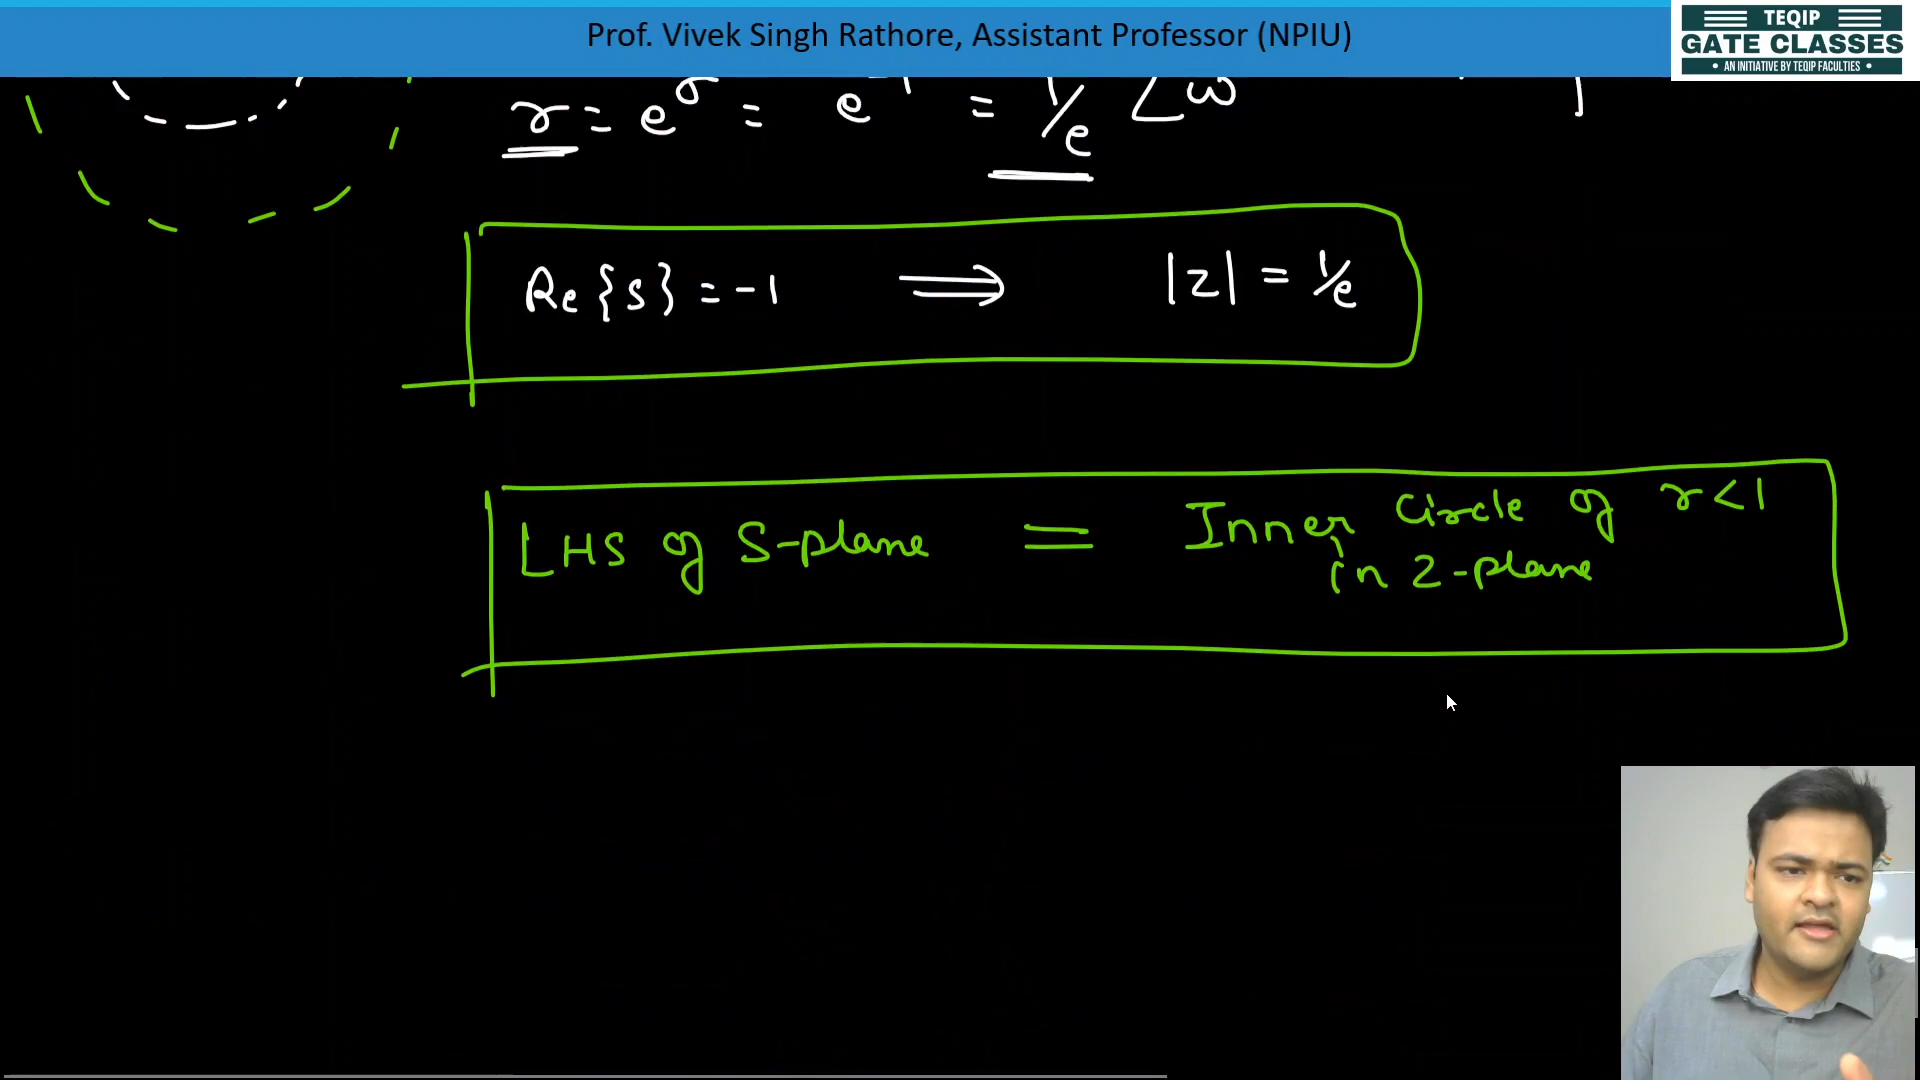 Prof. Vivek Singh Rathore, Assistant Professor (NPIU)
TEQIP
GATE CLASSES
• AN INITIATIVE BY TEQIP FACULTIES •
r = e^σ = e^-1 = 1/e ∠ω
Re{s} = -1 ⟹ |z| = 1/e
LHS of S-plane = Inner Circle of r<1
in z-plane